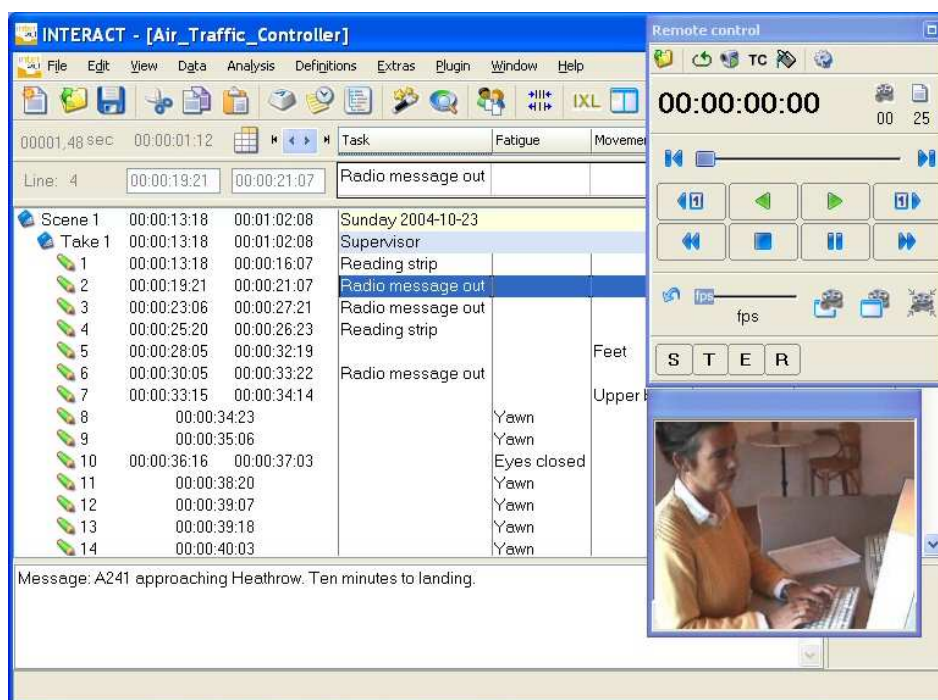 INTERACT - [Air_Traffic_Controller]
File Edit View Data Analysis Definitions Extras Plugin Window Help
IXL
00001,48 sec 00:00:01:12 Task Fatigue Movemen
Line: 4 00:00:19:21 00:00:21:07 Radio message out
Scene 1 00:00:13:18 00:01:02:08 Sunday 2004-10-23
Take 1 00:00:13:18 00:01:02:08 Supervisor
1 00:00:13:18 00:00:16:07 Reading strip
2 00:00:19:21 00:00:21:07 Radio message out
3 00:00:23:06 00:00:27:21 Radio message out
4 00:00:25:20 00:00:26:23 Reading strip
5 00:00:28:05 00:00:32:19 Feet
6 00:00:30:05 00:00:33:22 Radio message out
7 00:00:33:15 00:00:34:14 Upper
8 00:00:34:23 Yawn
9 00:00:35:06 Yawn
10 00:00:36:16 00:00:37:03 Eyes closed
11 00:00:38:20 Yawn
12 00:00:39:07 Yawn
13 00:00:39:18 Yawn
14 00:00:40:03 Yawn
Message: A241 approaching Heathrow. Ten minutes to landing.
Remote control
TC
00:00:00:00 00 25
1 1
fps
fps
S T E R